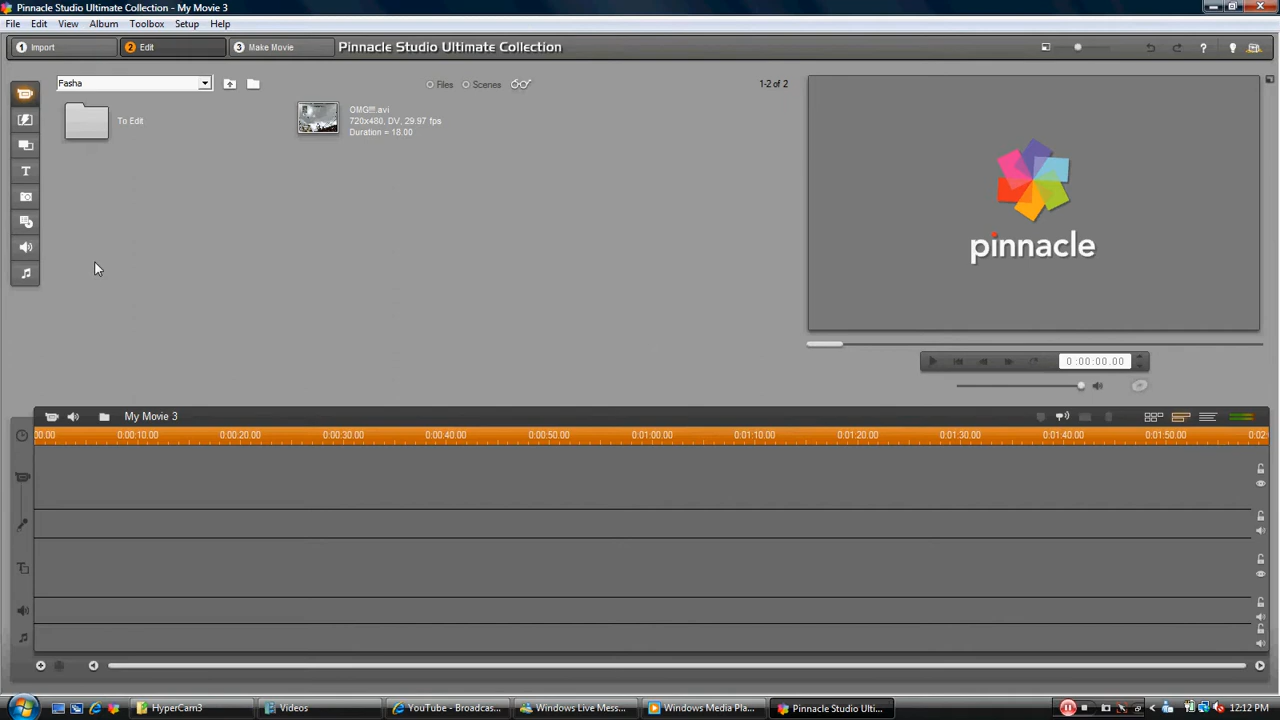 Pinnacle Studio Ultimate Collection - My Movie 3
File Edit View Album Toolbox Setup Help
1 Import 2 Edit 3 Make Movie Pinnacle Studio Ultimate Collection
Fasha Files Scenes 1-2 of 2
To Edit
OMG!!!.avi
720x480, DV, 29.97 fps
Duration = 18.00
pinnacle
0:00:00.00
My Movie 3
00.00 0:00:10.00 0:00:20.00 0:00:30.00 0:00:40.00 0:00:50.00 0:01:00.00 0:01:10.00 0:01:20.00 0:01:30.00 0:01:40.00 0:01:50.00 0:02
HyperCam3 Videos YouTube - Broadcas... Windows Live Mess... Windows Media Pla... Pinnacle Studio Ulti... 12:12 PM